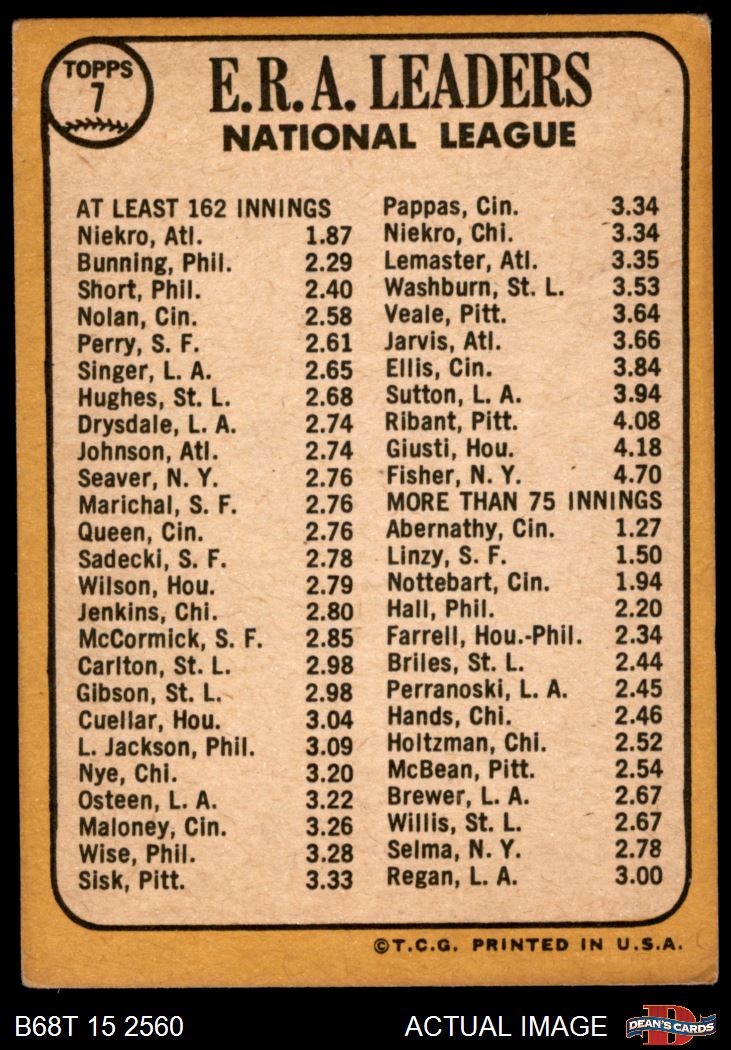 TOPPS
7
E.R.A. LEADERS
NATIONAL LEAGUE
AT LEAST 162 INNINGS
Niekro, Atl. 1.87
Bunning, Phil. 2.29
Short, Phil. 2.40
Nolan, Cin. 2.58
Perry, S. F. 2.61
Singer, L. A. 2.65
Hughes, St. L. 2.68
Drysdale, L. A. 2.74
Johnson, Atl. 2.74
Seaver, N. Y. 2.76
Marichal, S. F. 2.76
Queen, Cin. 2.76
Sadecki, S. F. 2.78
Wilson, Hou. 2.79
Jenkins, Chi. 2.80
McCormick, S. F. 2.85
Carlton, St. L. 2.98
Gibson, St. L. 2.98
Cuellar, Hou. 3.04
L. Jackson, Phil. 3.09
Nye, Chi. 3.20
Osteen, L. A. 3.22
Maloney, Cin. 3.26
Wise, Phil. 3.28
Sisk, Pitt. 3.33
Pappas, Cin. 3.34
Niekro, Chi. 3.34
Lemaster, Atl. 3.35
Washburn, St. L. 3.53
Veale, Pitt. 3.64
Jarvis, Atl. 3.66
Ellis, Cin. 3.84
Sutton, L. A. 3.94
Ribant, Pitt. 4.08
Giusti, Hou. 4.18
Fisher, N. Y. 4.70
MORE THAN 75 INNINGS
Abernathy, Cin. 1.27
Linzy, S. F. 1.50
Nottebart, Cin. 1.94
Hall, Phil. 2.20
Farrell, Hou.-Phil. 2.34
Briles, St. L. 2.44
Perranoski, L. A. 2.45
Hands, Chi. 2.46
Holtzman, Chi. 2.52
McBean, Pitt. 2.54
Brewer, L. A. 2.67
Willis, St. L. 2.67
Selma, N. Y. 2.78
Regan, L. A. 3.00
©T.C.G. PRINTED IN U.S.A.
B68T 15 2560
ACTUAL IMAGE
D
DEAN'S CARDS